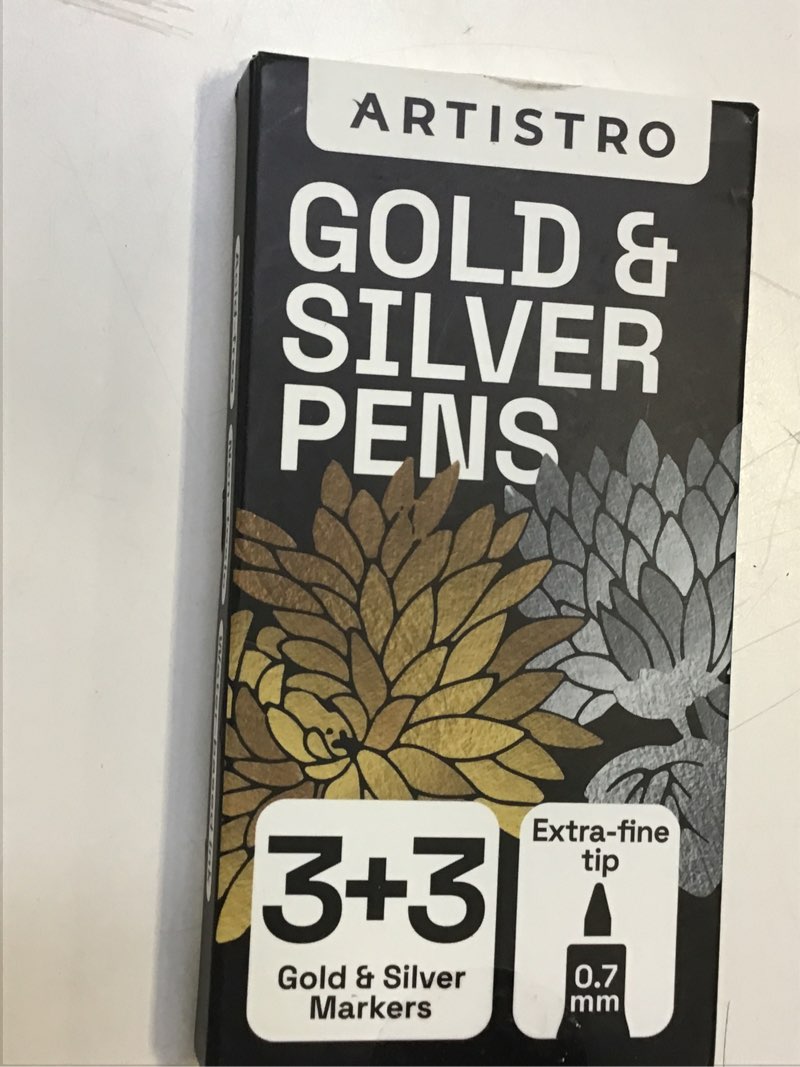 ARTISTRO
GOLD &
SILVER
PENS
3+3
Gold & Silver
Markers
Extra-fine
tip
0.7
mm